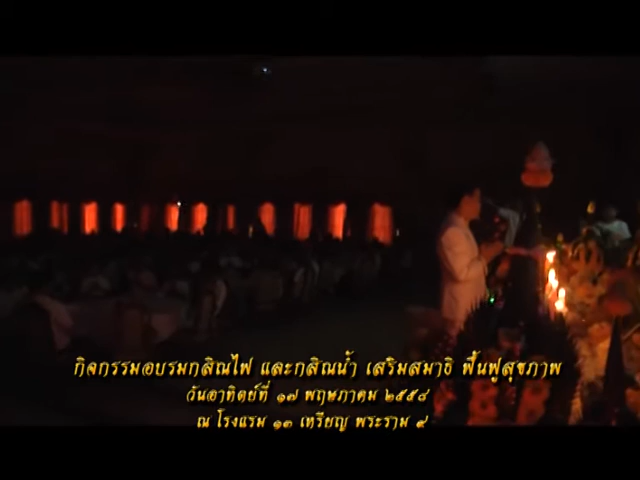 กิจกรรมอบรมกสิณไฟ และกสิณน้ำ เสริมสมาธิ ฟื้นฟูสุขภาพ
วันอาทิตย์ที่ ๑๗ พฤษภาคม ๒๕๕๘
ณ โรงแรม ๑๓ เหรียญ พระราม ๙